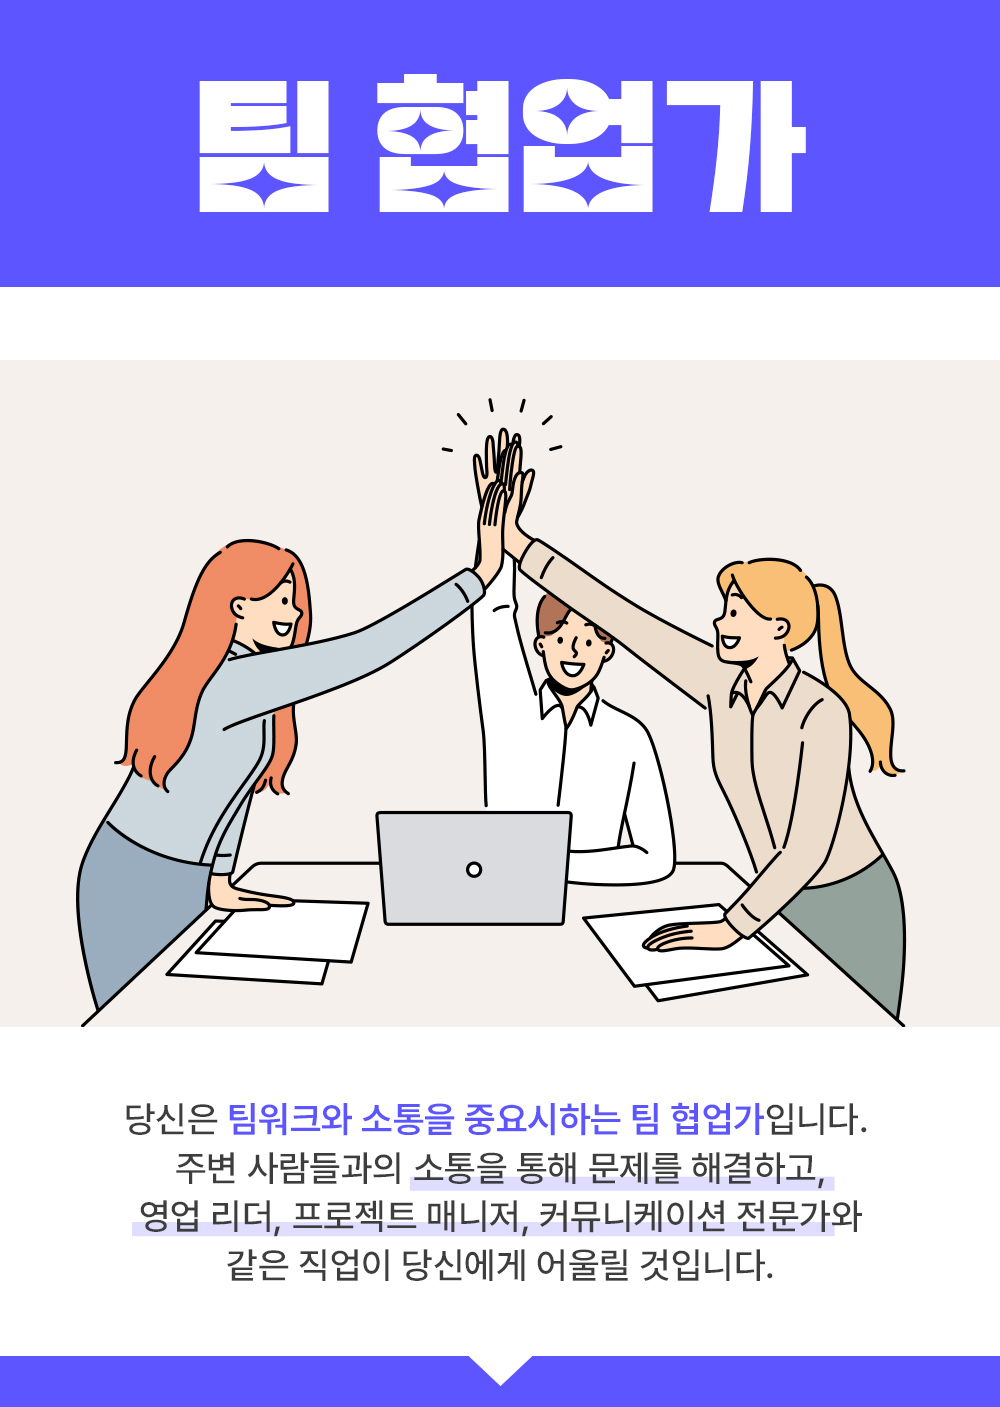 팀 협업가
당신은 팀워크와 소통을 중요시하는 팀 협업가입니다.
주변 사람들과의 소통을 통해 문제를 해결하고,
영업 리더, 프로젝트 매니저, 커뮤니케이션 전문가와
같은 직업이 당신에게 어울릴 것입니다.